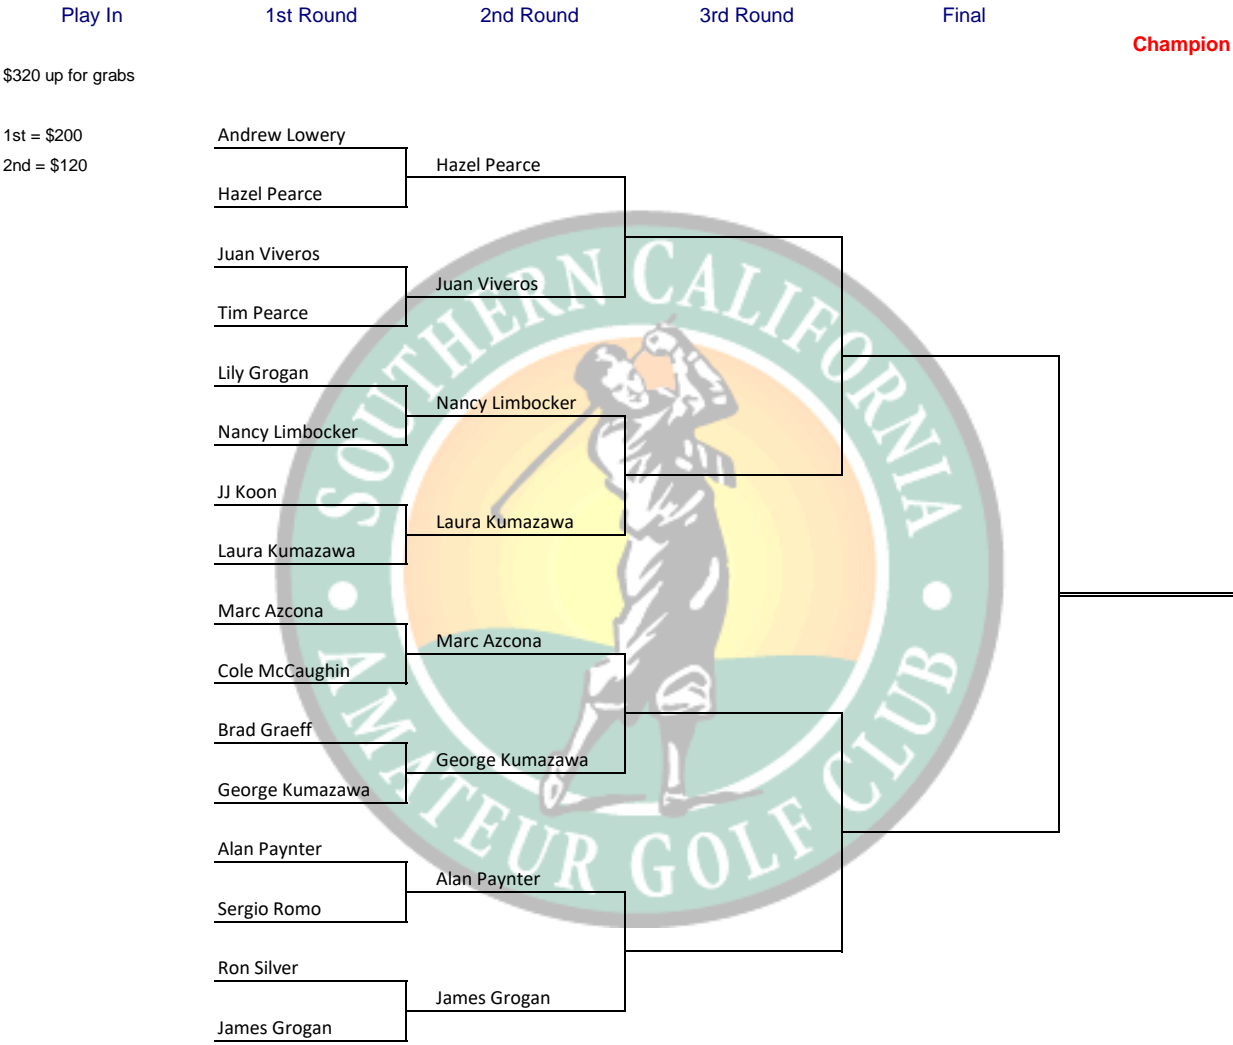 Play In 1st Round 2nd Round 3rd Round Final
Champion
$320 up for grabs
1st = $200 Andrew Lowery
2nd = $120 Hazel Pearce
Hazel Pearce
Juan Viveros
Juan Viveros
Tim Pearce
Lily Grogan
Nancy Limbocker
Nancy Limbocker
JJ Koon
Laura Kumazawa
Laura Kumazawa
Marc Azcona
Marc Azcona
Cole McCaughin
Brad Graeff
George Kumazawa
George Kumazawa
Alan Paynter
Alan Paynter
Sergio Romo
Ron Silver
James Grogan
James Grogan
SOUTHERN CALIFORNIA
AMATEUR GOLF CLUB